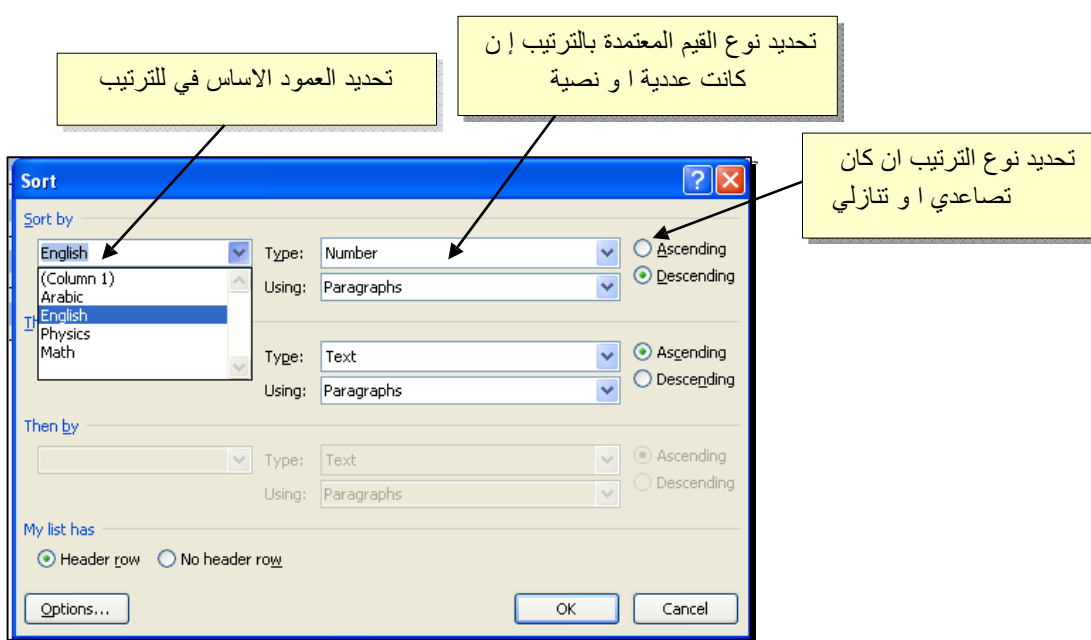 تحديد نوع القيم المعتمدة بالترتيب إ ن
كانت عددية ا و نصية
تحديد العمود الاساس في للترتيب
تحديد نوع الترتيب ان كان
تصاعدي ا و تنازلي
Sort
Sort by
English Type: Number Ascending
(Column 1) Using: Paragraphs Descending
Arabic
English
Th
Physics
Math Type: Text Ascending
Using: Paragraphs Descending
Then by
Type: Text Ascending
Using: Paragraphs Descending
My list has
Header row No header row
Options... OK Cancel